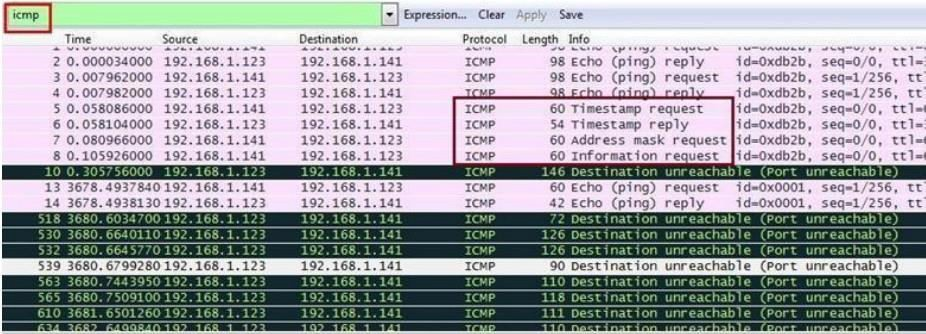 icmp Expression... Clear Apply Save
Time Source Destination Protocol Length Info
2 0.000034000 192.168.1.123 192.168.1.141 ICMP 98 Echo (ping) reply id=0xdb2b, seq=0/0, ttl=
3 0.007962000 192.168.1.141 192.168.1.123 ICMP 98 Echo (ping) request id=0xdb2b, seq=1/256, tt
4 0.007982000 192.168.1.123 192.168.1.141 ICMP 98 Echo (ping) reply id=0xdb2b, seq=1/256, tt
5 0.058086000 192.168.1.141 192.168.1.123 ICMP 60 Timestamp request id=0xdb2b, seq=0/0, ttl=
6 0.058104000 192.168.1.123 192.168.1.141 ICMP 54 Timestamp reply id=0xdb2b, seq=0/0, ttl=
7 0.080966000 192.168.1.141 192.168.1.123 ICMP 60 Address mask request id=0xdb2b, seq=0/0, ttl=
8 0.105926000 192.168.1.141 192.168.1.123 ICMP 60 Information request id=0xdb2b, seq=0/0, ttl=
10 0.305756000 192.168.1.123 192.168.1.141 ICMP 146 Destination unreachable (Port unreachable)
13 3678.4937840 192.168.1.141 192.168.1.123 ICMP 60 Echo (ping) request id=0x0001, seq=1/256, tt
14 3678.4938130 192.168.1.123 192.168.1.141 ICMP 42 Echo (ping) reply id=0x0001, seq=1/256, tt
518 3680.6034700 192.168.1.123 192.168.1.141 ICMP 72 Destination unreachable (Port unreachable)
530 3680.6640110 192.168.1.123 192.168.1.141 ICMP 126 Destination unreachable (Port unreachable)
532 3680.6645770 192.168.1.123 192.168.1.141 ICMP 126 Destination unreachable (Port unreachable)
539 3680.6799280 192.168.1.123 192.168.1.141 ICMP 90 Destination unreachable (Port unreachable)
563 3680.7443950 192.168.1.123 192.168.1.141 ICMP 110 Destination unreachable (Port unreachable)
565 3680.7509100 192.168.1.123 192.168.1.141 ICMP 118 Destination unreachable (Port unreachable)
610 3681.6501260 192.168.1.123 192.168.1.141 ICMP 111 Destination unreachable (Port unreachable)
634 3682.6499840 192.168.1.123 192.168.1.141 ICMP 110 Destination unreachable (Port unreachable)